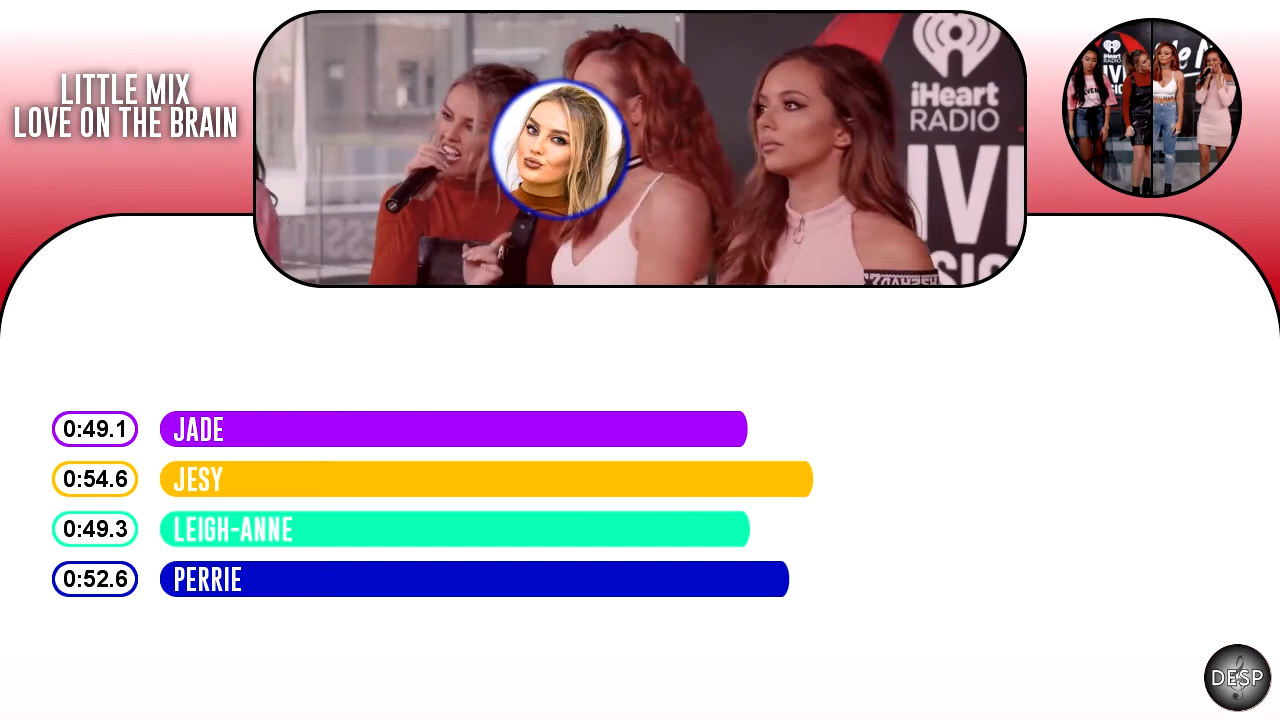 LITTLE MIX
LOVE ON THE BRAIN
iHeart
RADIO
0:49.1 JADE
0:54.6 JESY
0:49.3 LEIGH-ANNE
0:52.6 PERRIE
DESP